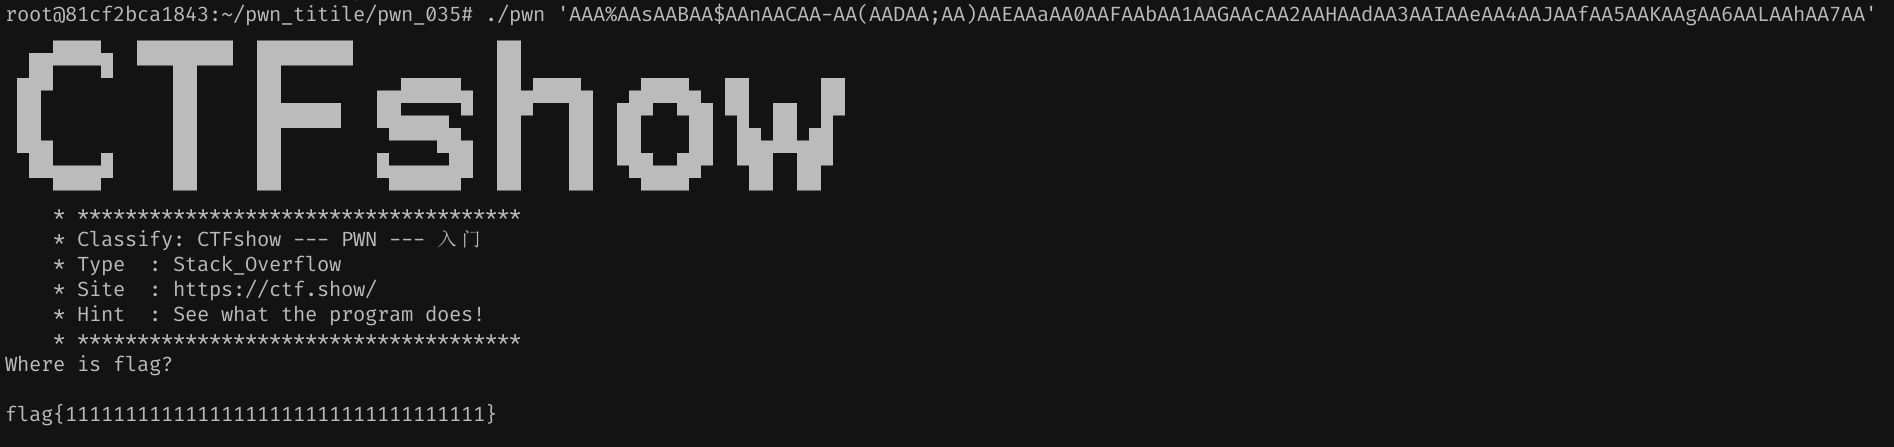 root@81cf2bca1843:~/pwn_titile/pwn_035# ./pwn 'AAA%AAsAABAA$AAnAACAA-AA(AADAA;AA)AAEAAaAA0AAFAAbAA1AAGAAcAA2AAHAAdAA3AAIAAeAA4AAJAAfAA5AAKAAgAA6AALAAhAA7AA'
CTFshow
* *************************************
* Classify: CTFshow --- PWN --- 入门
* Type  : Stack_Overflow
* Site  : https://ctf.show/
* Hint  : See what the program does!
* *************************************
Where is flag?
flag{11111111111111111111111111111111111}